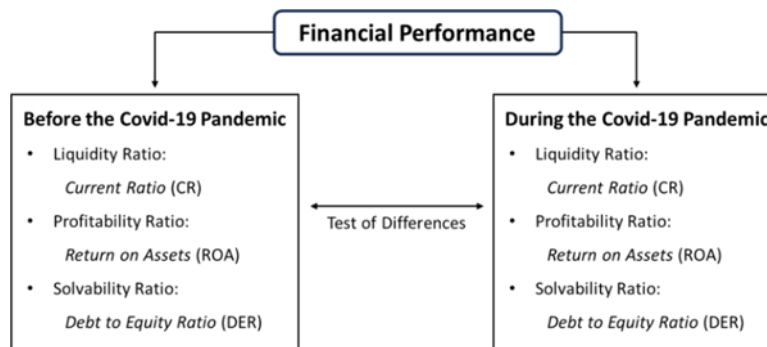 Financial Performance
Before the Covid-19 Pandemic
• Liquidity Ratio:
Current Ratio (CR)
• Profitability Ratio:
Return on Assets (ROA)
• Solvability Ratio:
Debt to Equity Ratio (DER)
Test of Differences
During the Covid-19 Pandemic
• Liquidity Ratio:
Current Ratio (CR)
• Profitability Ratio:
Return on Assets (ROA)
• Solvability Ratio:
Debt to Equity Ratio (DER)